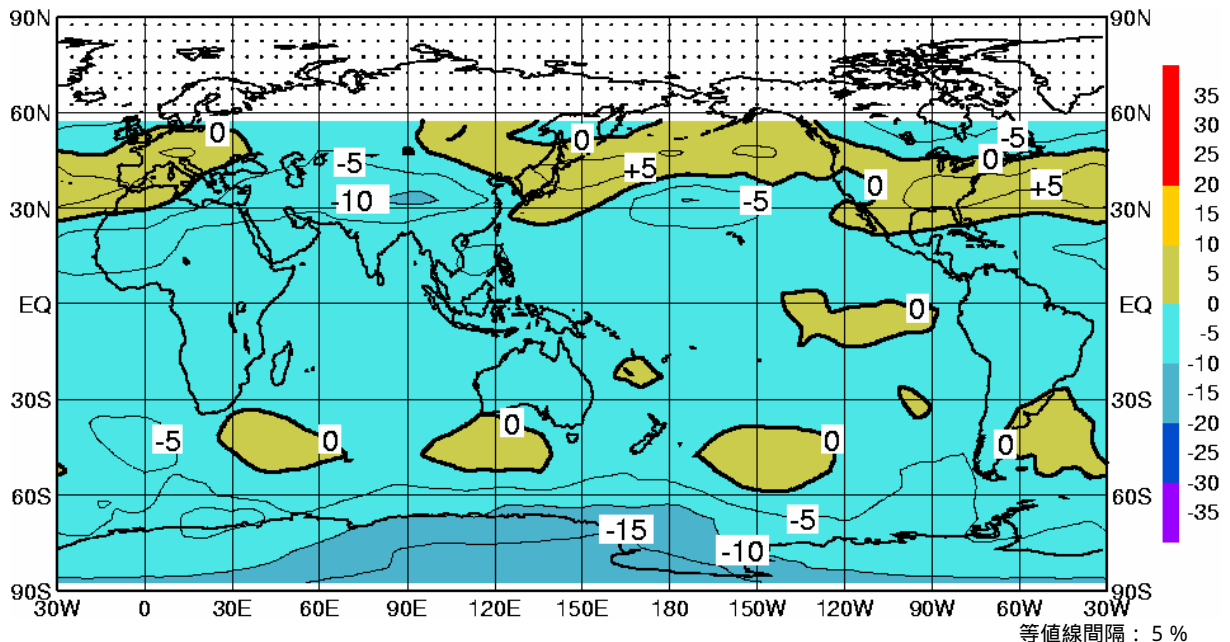 90N 90N
60N 60N
30N 30N
EQ EQ
30S 30S
60S 60S
90S 90S
0 0 -5 0
-5 +5 0 +5
-10 -5
0
-5 0 0 0 0
-5
-15 -10
30W 0 30E 60E 90E 120E 150E 180 150W 120W 90W 60W 30W
35
30
25
20
15
10
5
0
-5
-10
-15
-20
-25
-30
-35
等値線間隔: 5 %